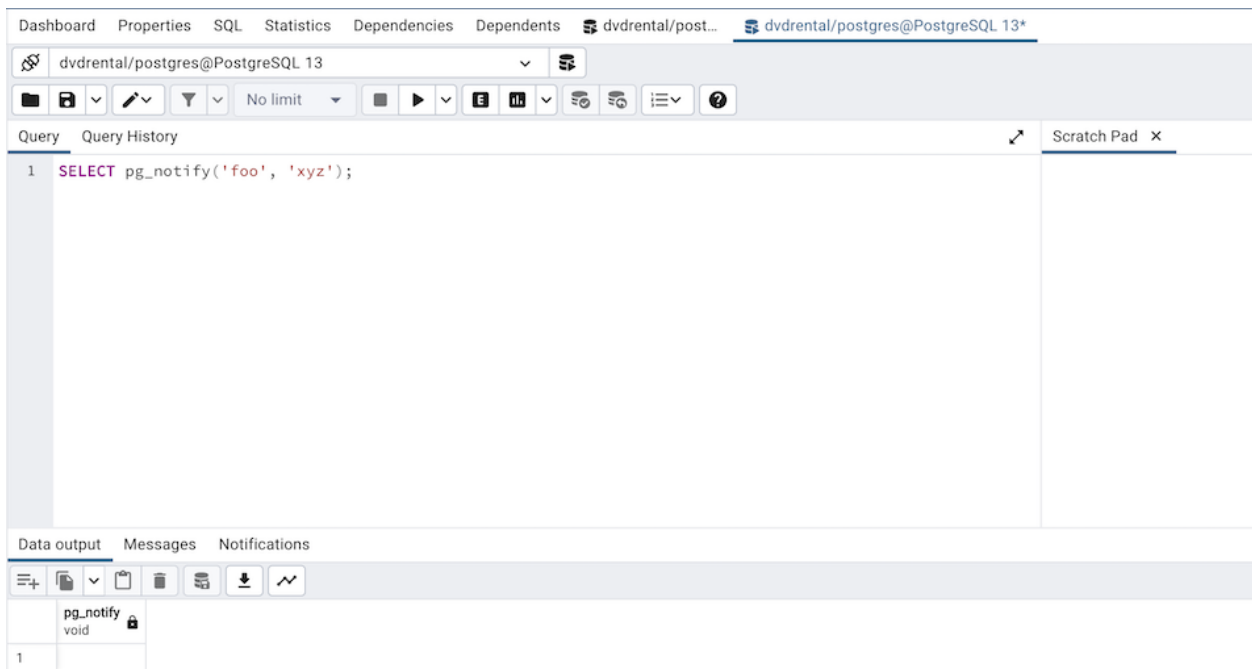 Dashboard Properties SQL Statistics Dependencies Dependents dvdrental/post... dvdrental/postgres@PostgreSQL 13*
dvdrental/postgres@PostgreSQL 13
No limit E
Query Query History Scratch Pad
1 SELECT pg_notify('foo', 'xyz');
Data output Messages Notifications
pg_notify
void
1